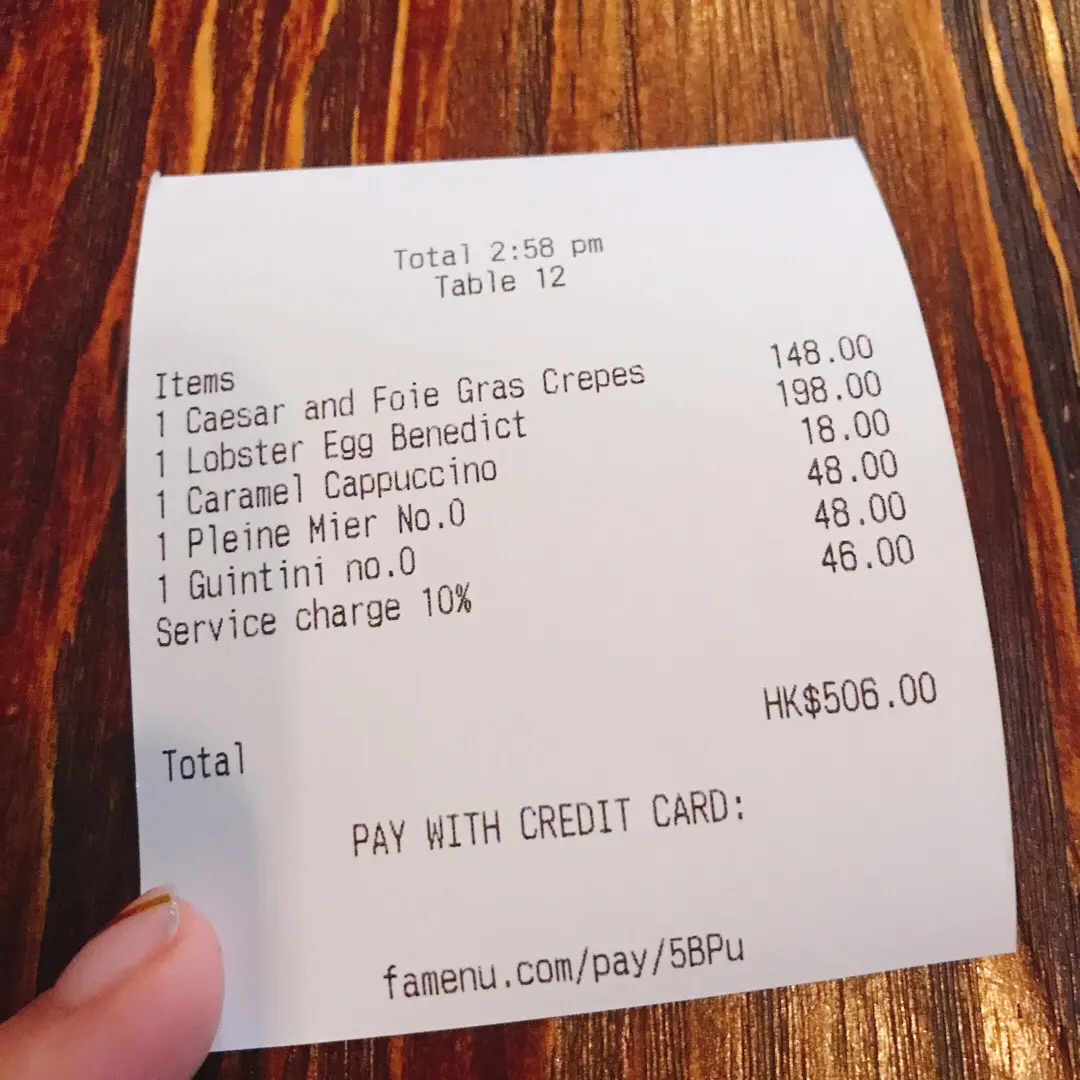 Total 2:58 pm
Table 12
Items
1 Caesar and Foie Gras Crepes 148.00
1 Lobster Egg Benedict 198.00
1 Caramel Cappuccino 18.00
1 Pleine Mier No.0 48.00
1 Guintini no.0 48.00
Service charge 10% 46.00
Total HK$506.00
PAY WITH CREDIT CARD:
famenu.com/pay/5BPu